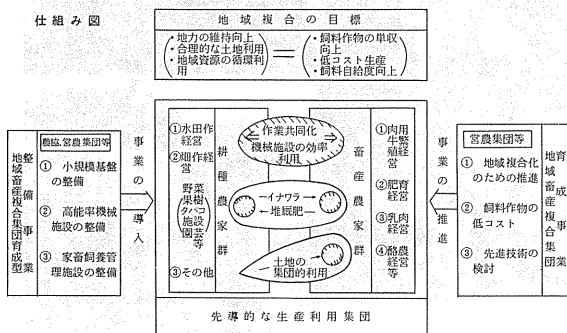 仕組み図
地域複合の目標
・地力の維持向上
・合理的な土地利用
・地域資源の循環利
用
・飼料作物の単収
向上
・低コスト生産
・飼料自給度向上
地域畜産複合集団育成型
整備事業
農協、営農集団等
① 小規模基盤
の整備
② 高能率機械
施設の整備
③ 家畜飼養管
理施設の整備
事業の導入
①水田作
経営
②畑作経
営
野菜
果樹
タバコ
施設
園芸等
③その他
耕種農家群
作業共同化
機械施設の効率
利用
イナワラ
堆厩肥
土地の
集団的利用
畜産農家群
①肉用
牛繁
殖経
営
②肥育
経営
③乳肉
経営
④酪農
経営
等
先導的な生産利用集団
事業の推進
営農集団等
① 地域複合化
のための推進
② 飼料作物の
低コスト
③ 先進技術の
検討
地域畜産複合集団
育成事業